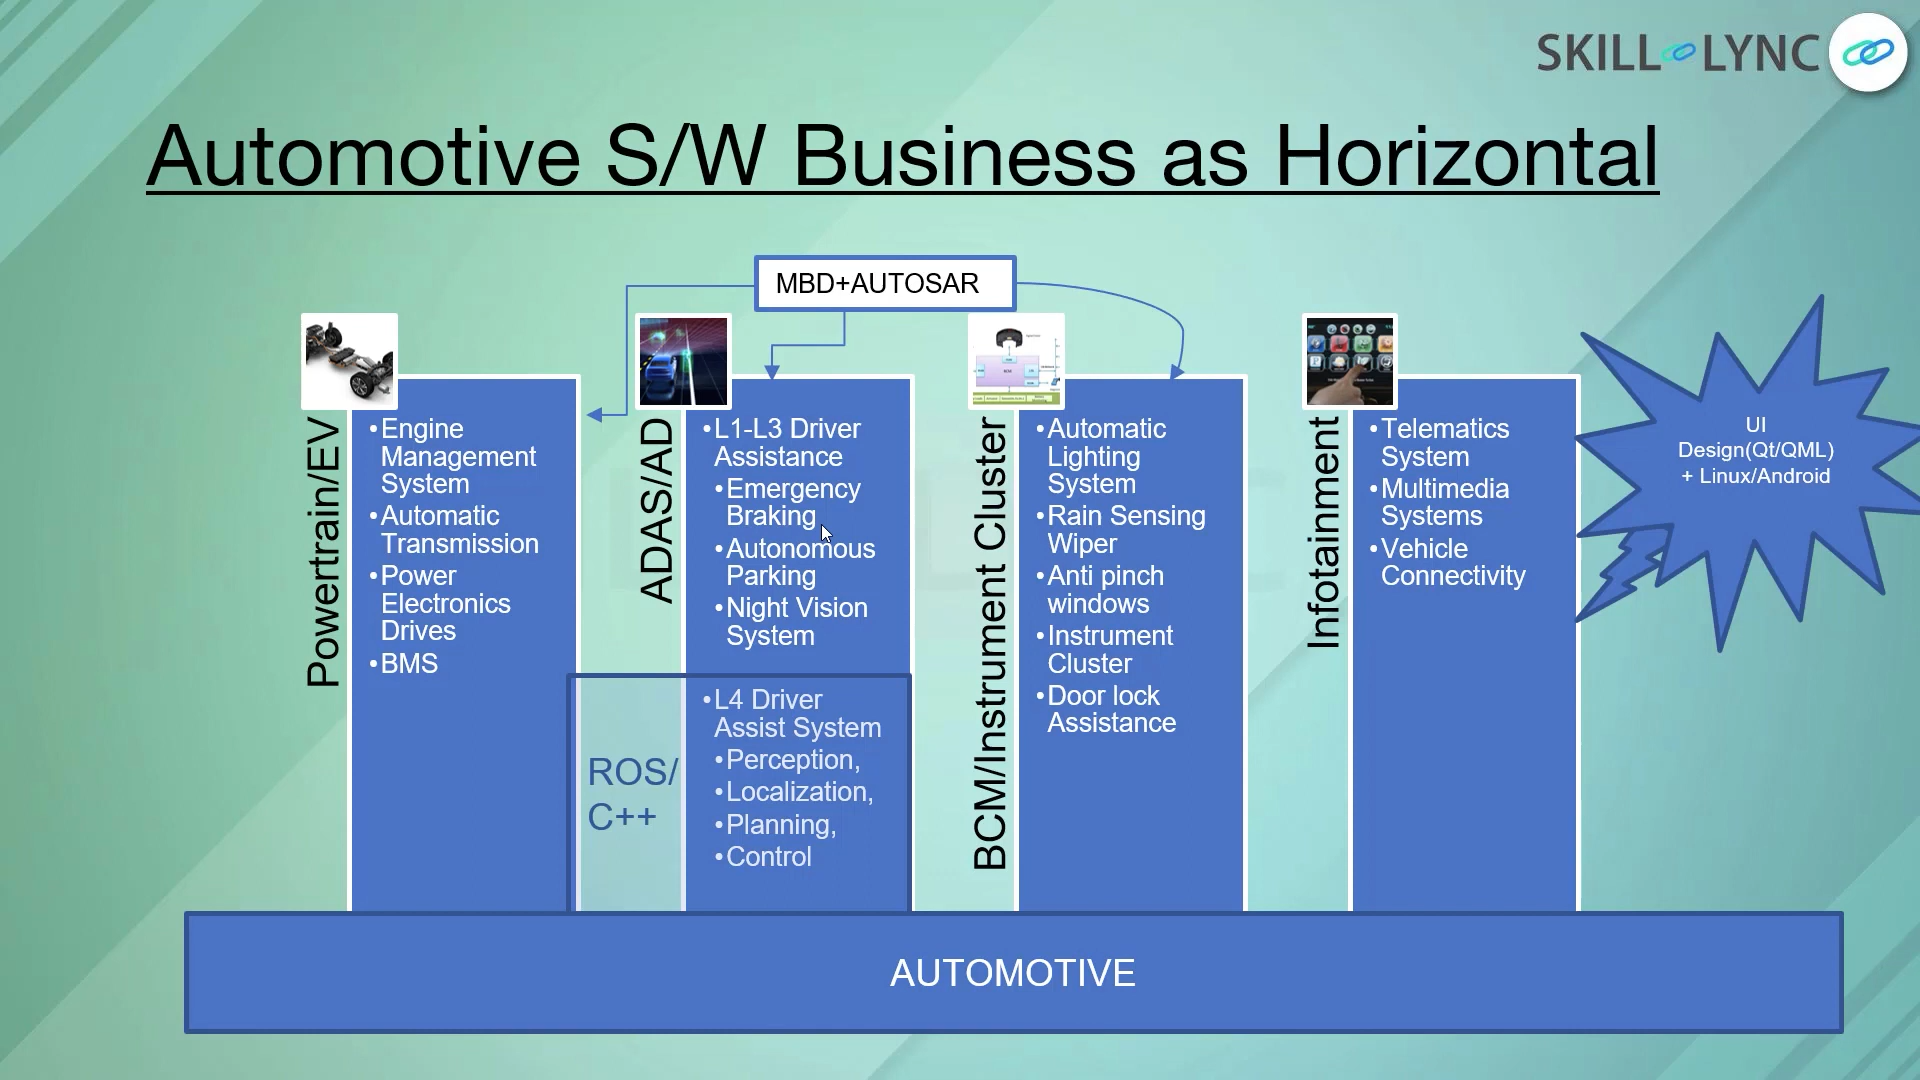 SKILL LYNC
Automotive S/W Business as Horizontal
MBD+AUTOSAR
Powertrain/EV
•Engine
Management
System
•Automatic
Transmission
•Power
Electronics
Drives
•BMS
ADAS/AD
•L1-L3 Driver
Assistance
•Emergency
Braking
•Autonomous
Parking
•Night Vision
System
ROS/
C++
•L4 Driver
Assist System
•Perception,
•Localization,
•Planning,
•Control
BCM/Instrument Cluster
•Automatic
Lighting
System
•Rain Sensing
Wiper
•Anti pinch
windows
•Instrument
Cluster
•Door lock
Assistance
Infotainment
•Telematics
System
•Multimedia
Systems
•Vehicle
Connectivity
UI
Design(Qt/QML)
+ Linux/Android
AUTOMOTIVE